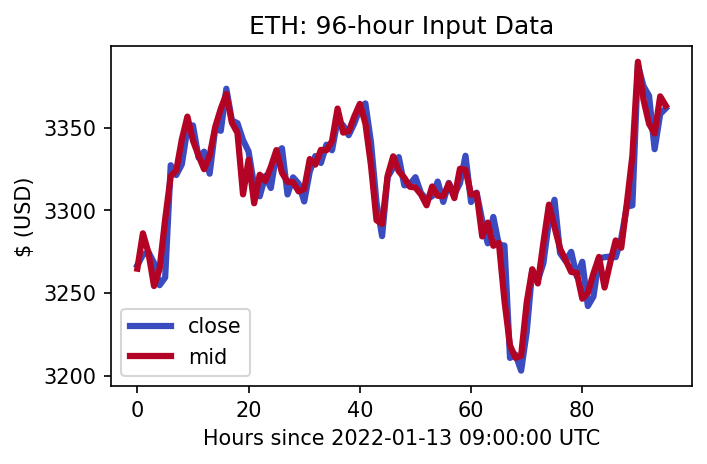 ETH: 96-hour Input Data
$ (USD)
3350
3300
3250
3200
close
mid
0 20 40 60 80
Hours since 2022-01-13 09:00:00 UTC